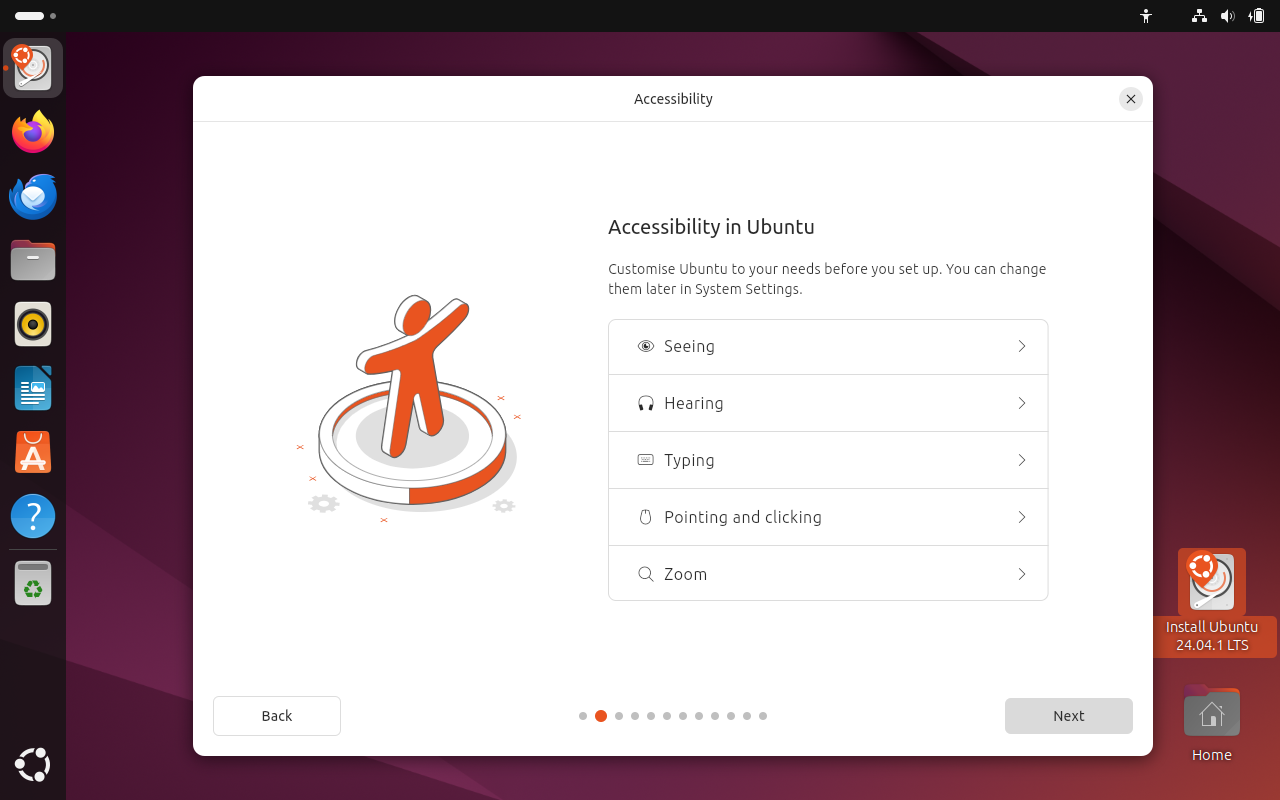 Accessibility
Accessibility in Ubuntu
Customise Ubuntu to your needs before you set up. You can change
them later in System Settings.
Seeing
Hearing
Typing
Pointing and clicking
Zoom
Back
Next
Install Ubuntu
24.04.1 LTS
Home